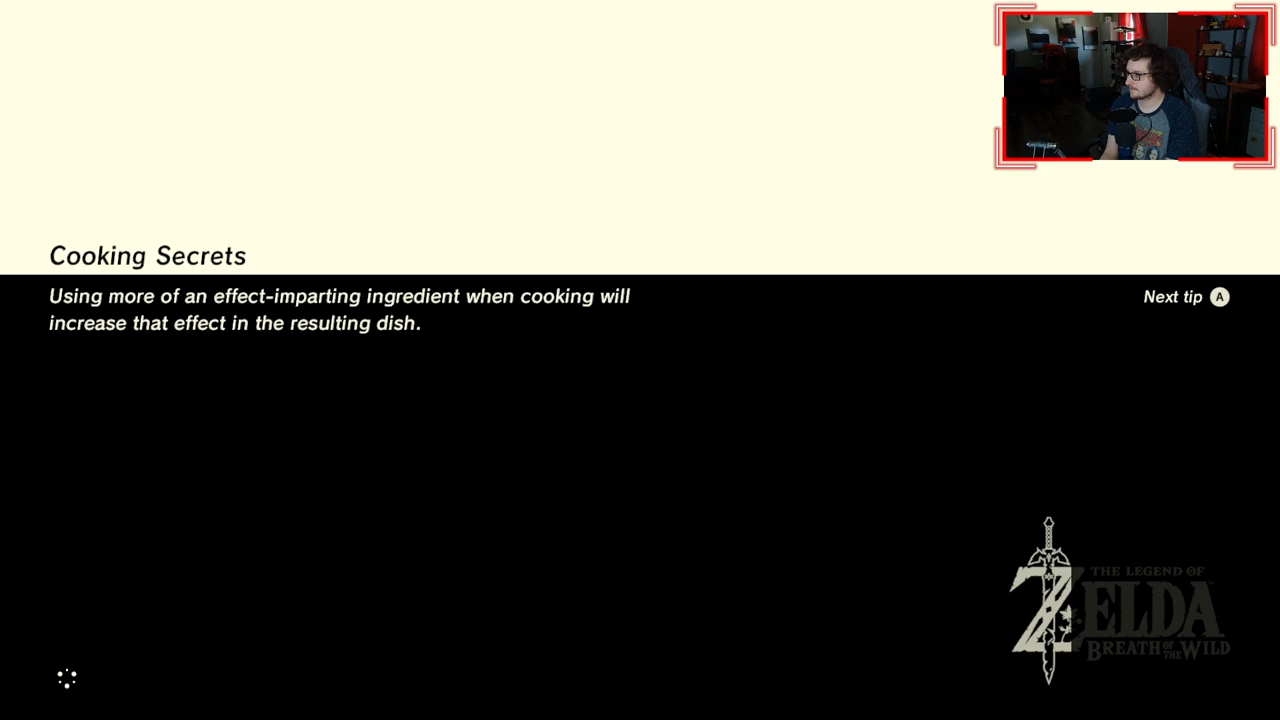 Cooking Secrets
Using more of an effect-imparting ingredient when cooking will
increase that effect in the resulting dish.
Next tip A
THE LEGEND OF
ZELDA
BREATH OF THE WILD